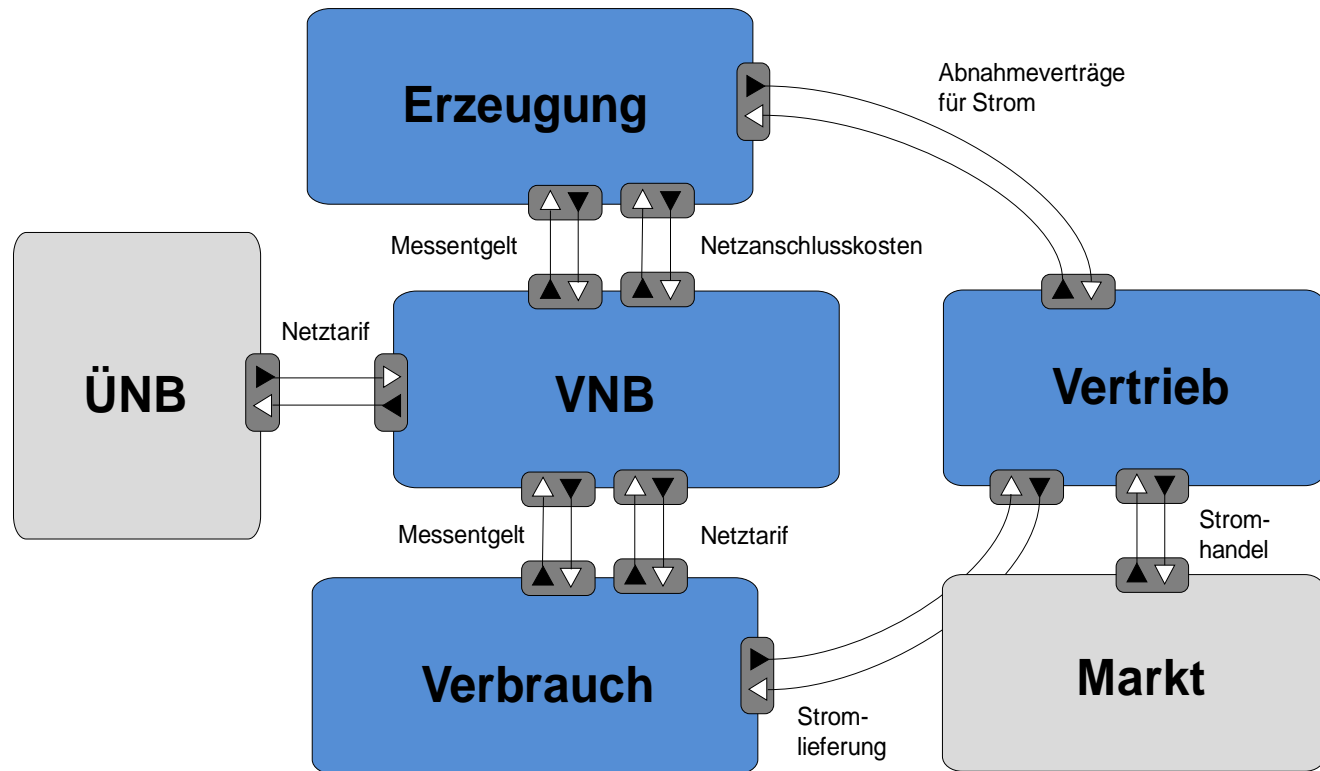 Erzeugung
Abnahmeverträge
für Strom
Messentgelt
Netzanschlusskosten
ÜNB
Netztarif
VNB
Vertrieb
Messentgelt
Netztarif
Strom-
handel
Verbrauch
Markt
Strom-
lieferung